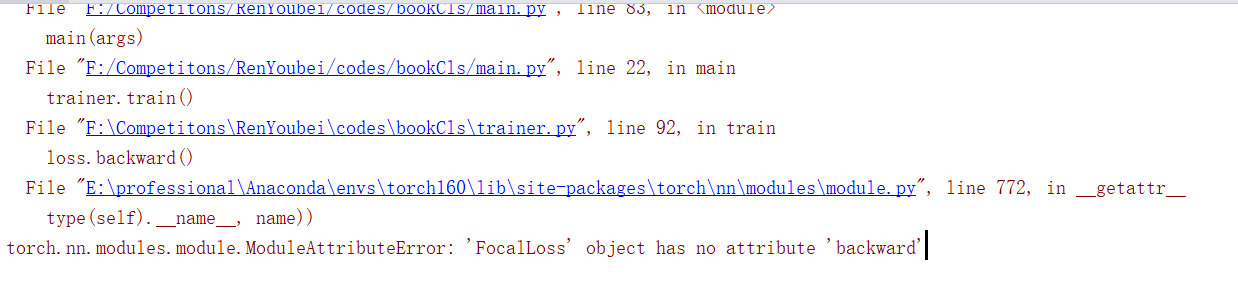 File "F:/Competitons/RenYoubei/codes/bookCls/main.py", line 83, in <module>
main(args)
File "F:/Competitons/RenYoubei/codes/bookCls/main.py", line 22, in main
trainer.train()
File "F:\Competitons\RenYoubei\codes\bookCls\trainer.py", line 92, in train
loss.backward()
File "E:\professional\Anaconda\envs\torch160\lib\site-packages\torch\nn\modules\module.py", line 772, in __getattr__
type(self).__name__, name))
torch.nn.modules.module.ModuleAttributeError: 'FocalLoss' object has no attribute 'backward'